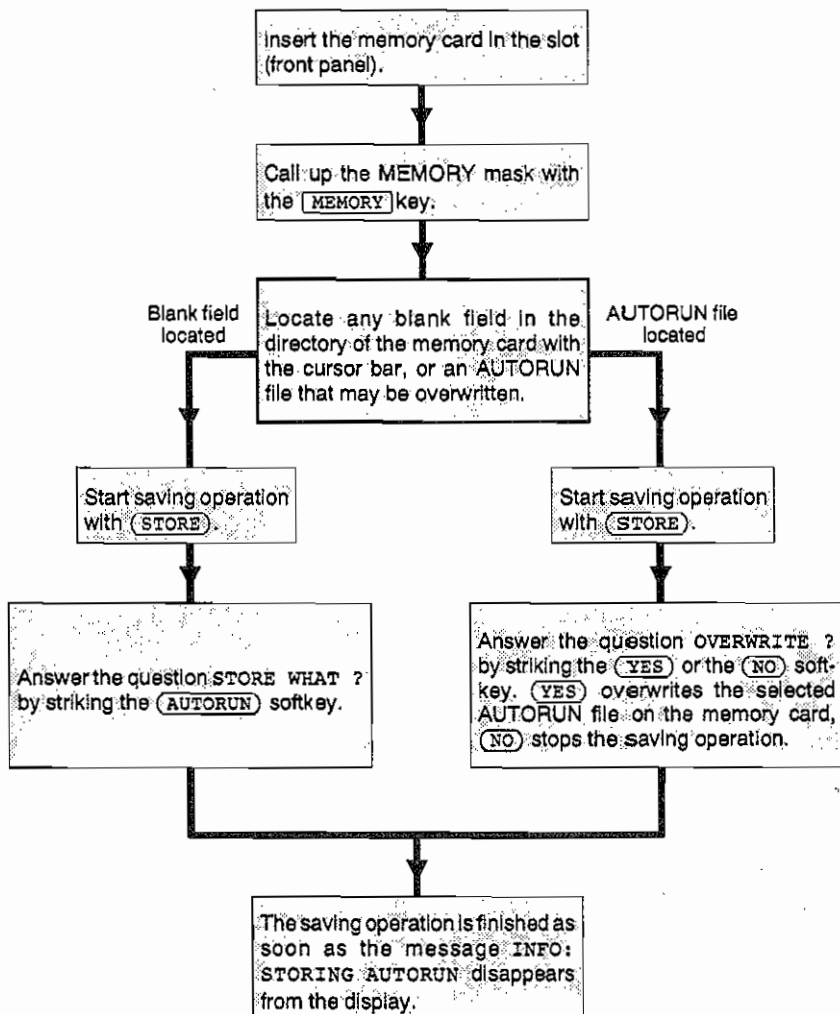 Insert the memory card in the slot
(front panel).
Call up the MEMORY mask with
the MEMORY key.
Blank field
located
Locate any blank field in the
directory of the memory card with
the cursor bar, or an AUTORUN
file that may be overwritten.
AUTORUN file
located
Start saving operation
with (STORE).
Start saving operation
with (STORE).
Answer the question STORE WHAT ?
by striking the (AUTORUN) softkey.
Answer the question OVERWRITE ?
by striking the (YES) or the (NO) soft-
key. (YES) overwrites the selected
AUTORUN file on the memory card,
(NO) stops the saving operation.
The saving operation is finished as
soon as the message INFO:
STORING AUTORUN disappears
from the display.